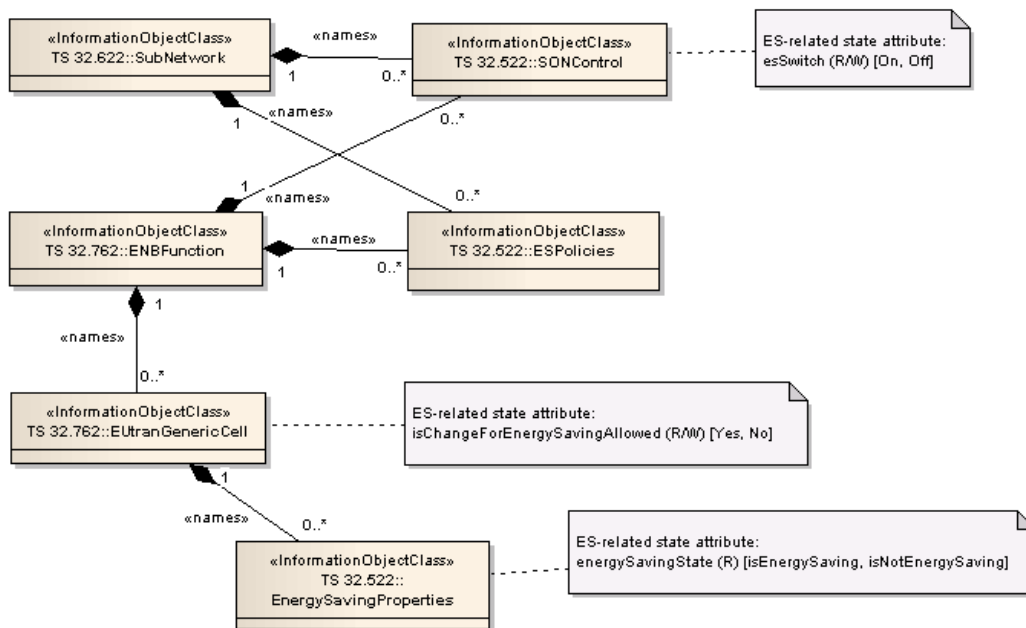 «InformationObjectClass»
TS 32.622::SubNetwork
«names»
1
0..*
«InformationObjectClass»
TS 32.522::SONControl
ES-related state attribute:
esSwitch (R/W) [On, Off]
1
«names»
0..*
1
«names»
0..*
«InformationObjectClass»
TS 32.762::ENBFunction
«names»
1
0..*
«InformationObjectClass»
TS 32.522::ESPolicies
1
«names»
0..*
«InformationObjectClass»
TS 32.762::EUtranGenericCell
ES-related state attribute:
isChangeForEnergySavingAllowed (R/W) [Yes, No]
1
«names»
0..*
«InformationObjectClass»
TS 32.522::
EnergySavingProperties
ES-related state attribute:
energySavingState (R) [isEnergySaving, isNotEnergySaving]